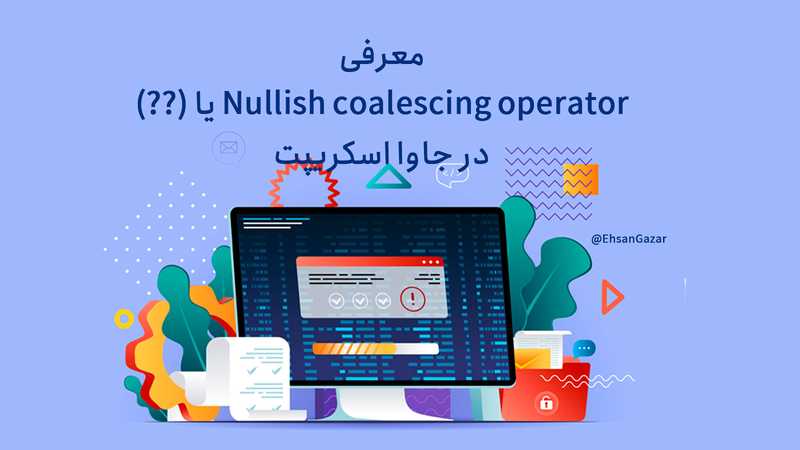 معرفی
Nullish coalescing operator یا (??)
در جاوا اسکریپت
@EhsanGazar